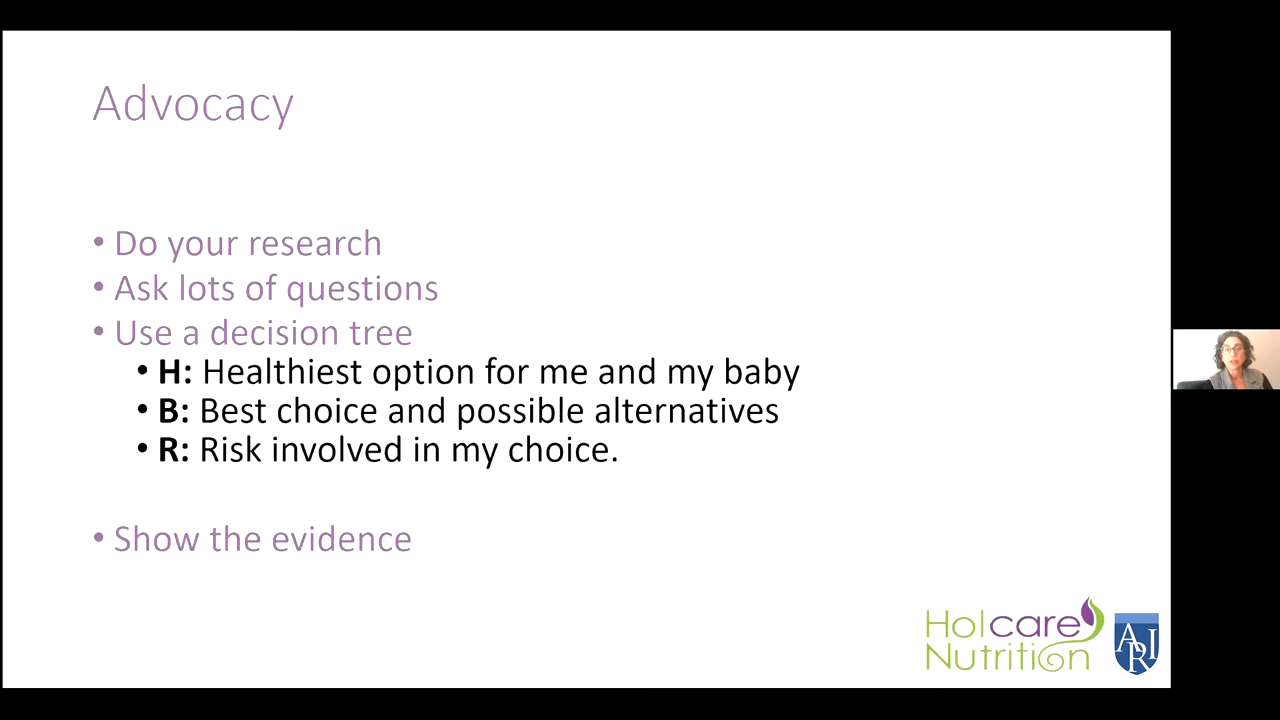 Advocacy
• Do your research
• Ask lots of questions
• Use a decision tree
• H: Healthiest option for me and my baby
• B: Best choice and possible alternatives
• R: Risk involved in my choice.
• Show the evidence
Holcare
Nutrition
ARI